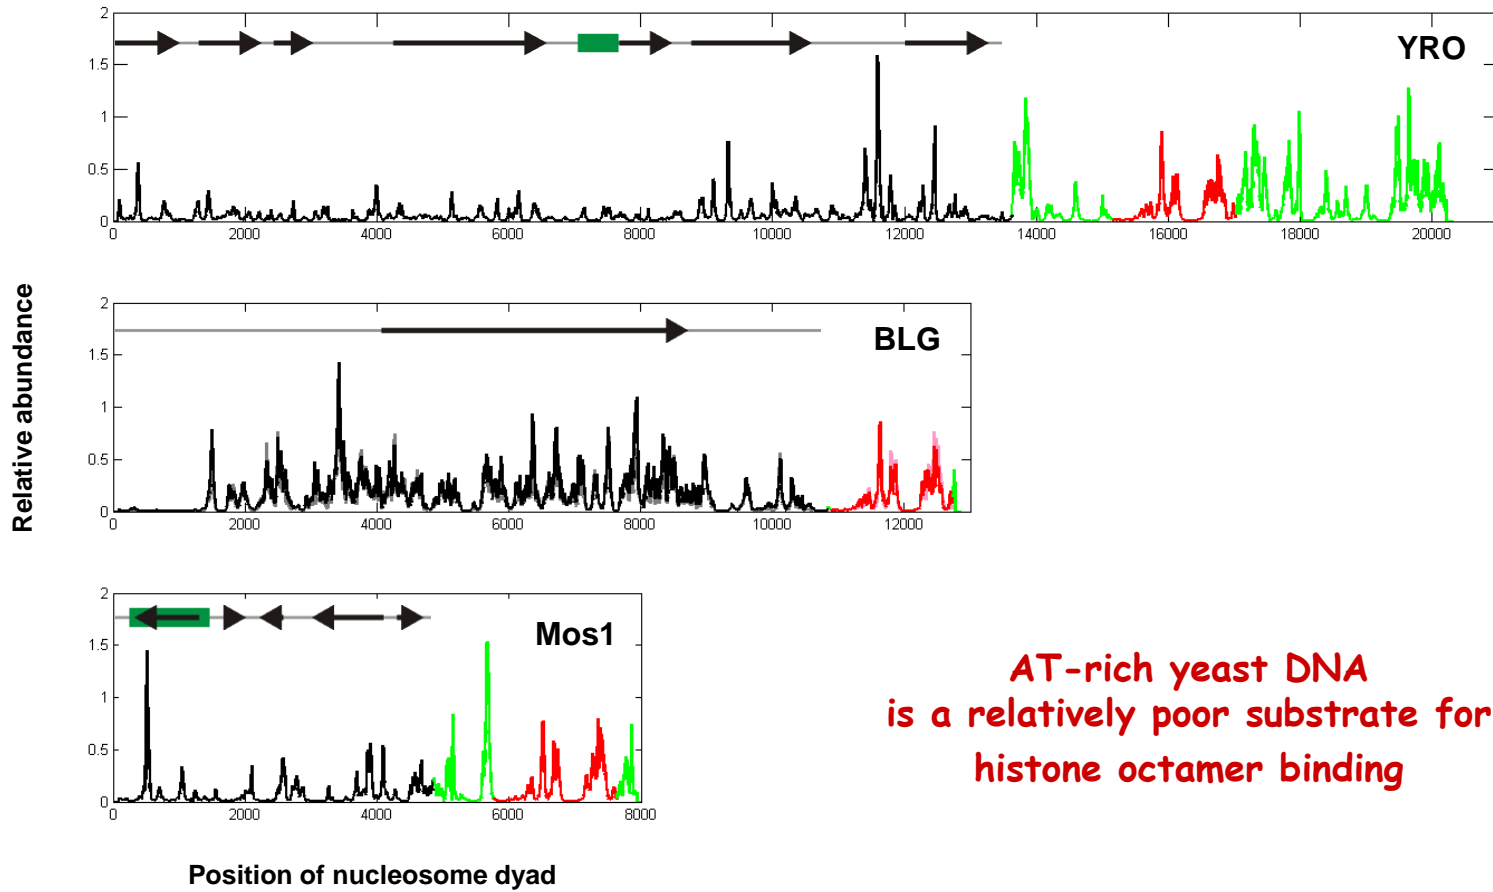 2
1.5
1
0.5
0
YRO
0 2000 4000 6000 8000 10000 12000 14000 16000 18000 20000
Relative abundance
2
1.5
1
0.5
0
BLG
0 2000 4000 6000 8000 10000 12000
2
1.5
1
0.5
0
Mos1
0 2000 4000 6000 8000
Position of nucleosome dyad
AT-rich yeast DNA
is a relatively poor substrate for
histone octamer binding